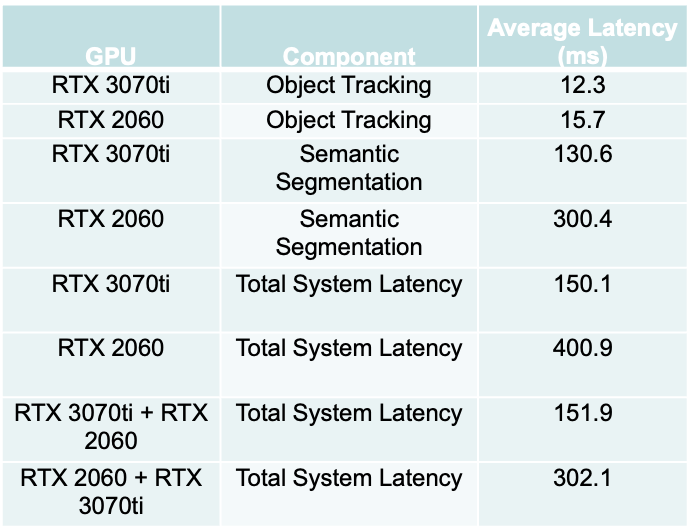 GPU Component Average Latency (ms)
RTX 3070ti Object Tracking 12.3
RTX 2060 Object Tracking 15.7
RTX 3070ti Semantic Segmentation 130.6
RTX 2060 Semantic Segmentation 300.4
RTX 3070ti Total System Latency 150.1
RTX 2060 Total System Latency 400.9
RTX 3070ti + RTX 2060 Total System Latency 151.9
RTX 2060 + RTX 3070ti Total System Latency 302.1